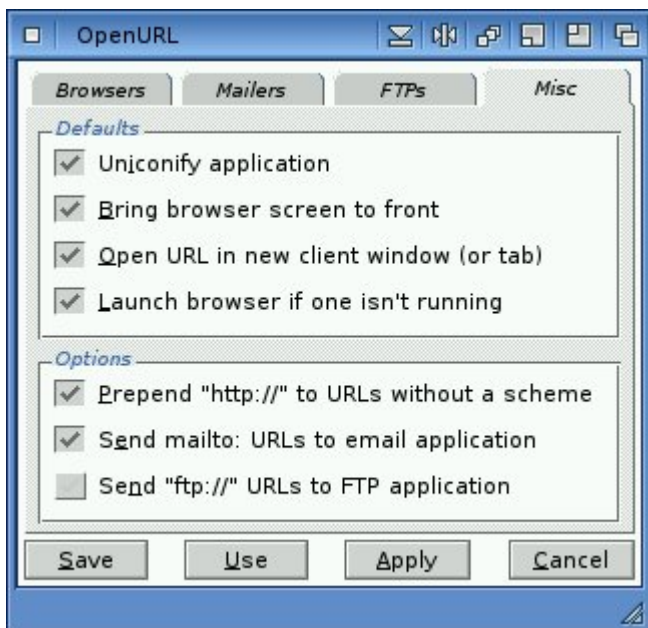 OpenURL
Browsers Mailers FTPs Misc
Defaults
Uniconify application
Bring browser screen to front
Open URL in new client window (or tab)
Launch browser if one isn't running
Options
Prepend "http://" to URLs without a scheme
Send mailto: URLs to email application
Send "ftp://" URLs to FTP application
Save Use Apply Cancel